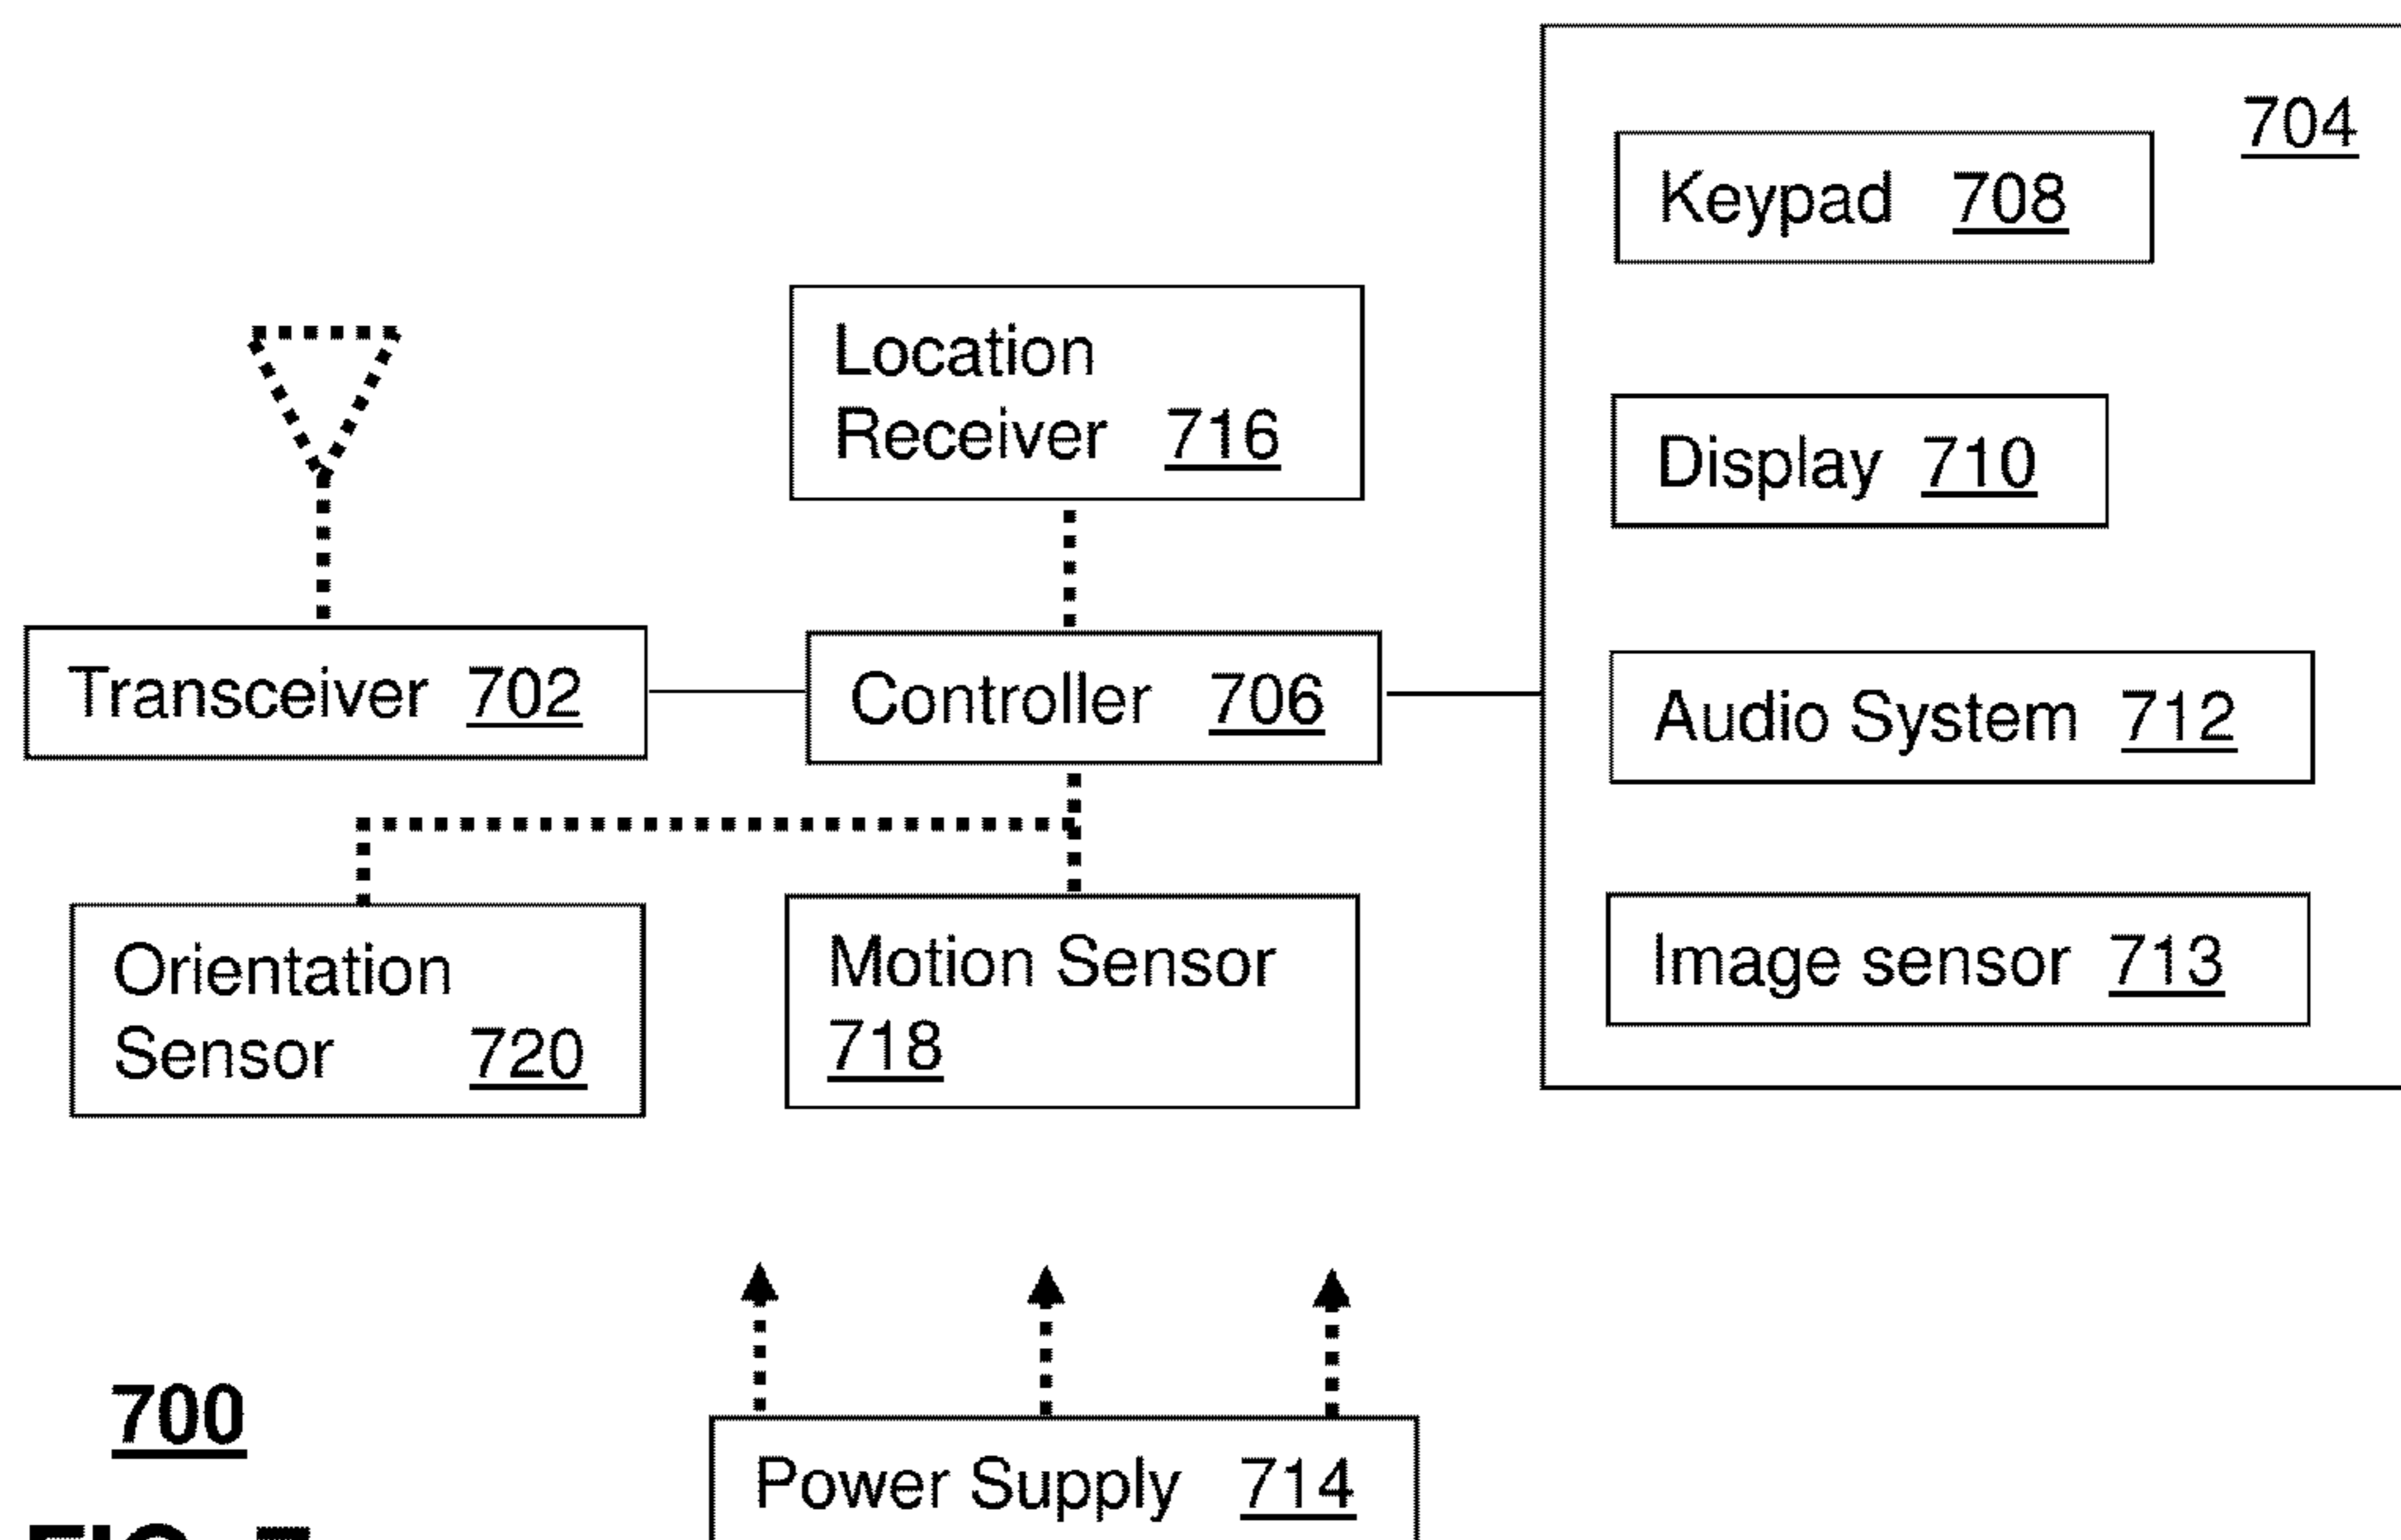 704
Keypad 708
Location
Receiver 716
Display 710
Transceiver 702
Controller 706
Audio System 712
Orientation
Sensor 720
Motion Sensor
718
Image sensor 713
700
Power Supply 714